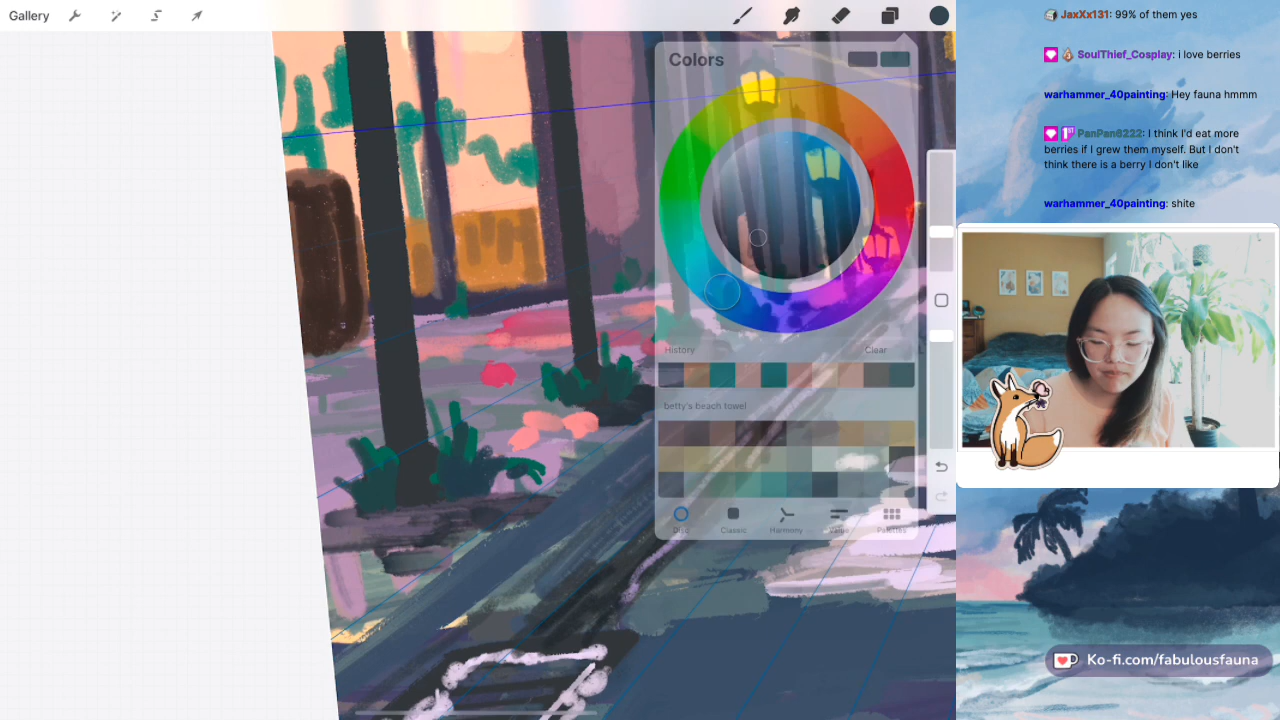 Gallery
Colors
History
Clear
betty's beach towel
Disc
Classic
Harmony
Value
Palettes
JaxXx131: 99% of them yes
SoulThief_Cosplay: i love berries
warhammer_40painting: Hey fauna hmmm
PanPan6222: I think I'd eat more
berries if I grew them myself. But I don't
think there is a berry I don't like
warhammer_40painting: shite
Ko-fi.com/fabulousfauna